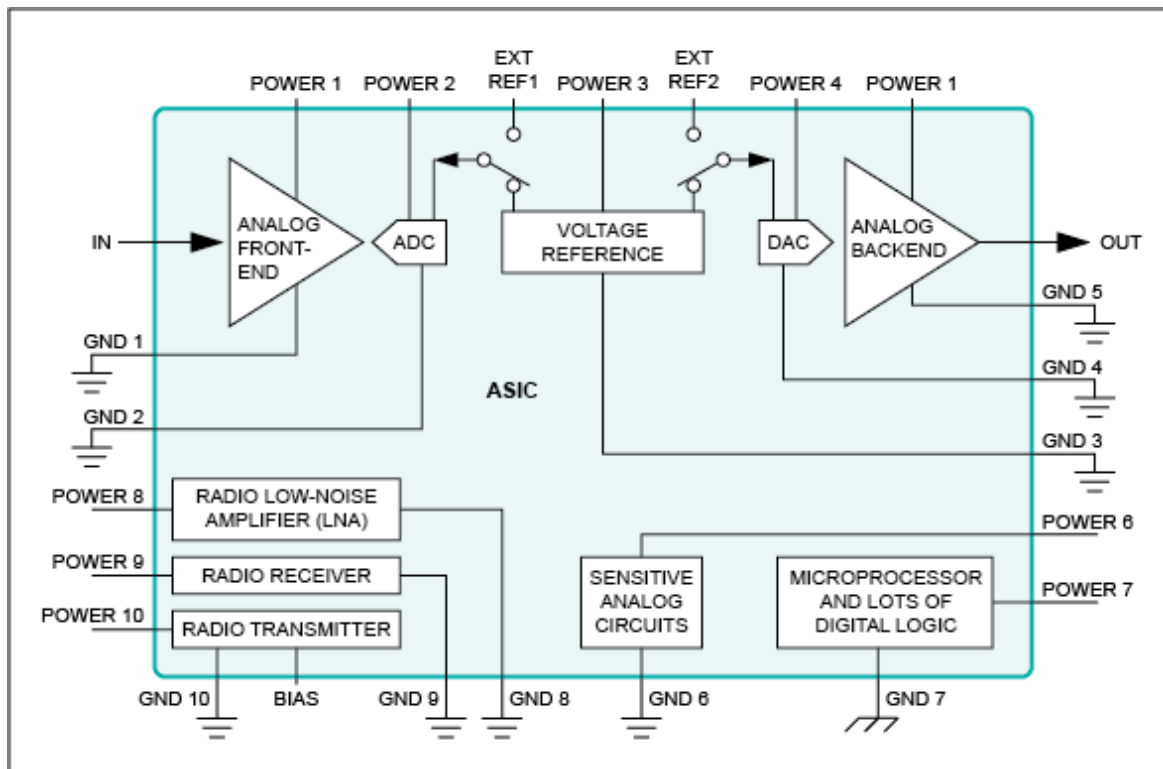 EXT
REF1
EXT
REF2
POWER 1
POWER 2
POWER 3
POWER 4
POWER 1
IN
ANALOG
FRONT-
END
ADC
VOLTAGE
REFERENCE
DAC
ANALOG
BACKEND
OUT
GND 5
GND 1
GND 4
ASIC
GND 2
GND 3
POWER 8
RADIO LOW-NOISE
AMPLIFIER (LNA)
POWER 6
POWER 9
RADIO RECEIVER
SENSITIVE
ANALOG
CIRCUITS
MICROPROCESSOR
AND LOTS OF
DIGITAL LOGIC
POWER 7
POWER 10
RADIO TRANSMITTER
GND 10
BIAS
GND 9
GND 8
GND 6
GND 7